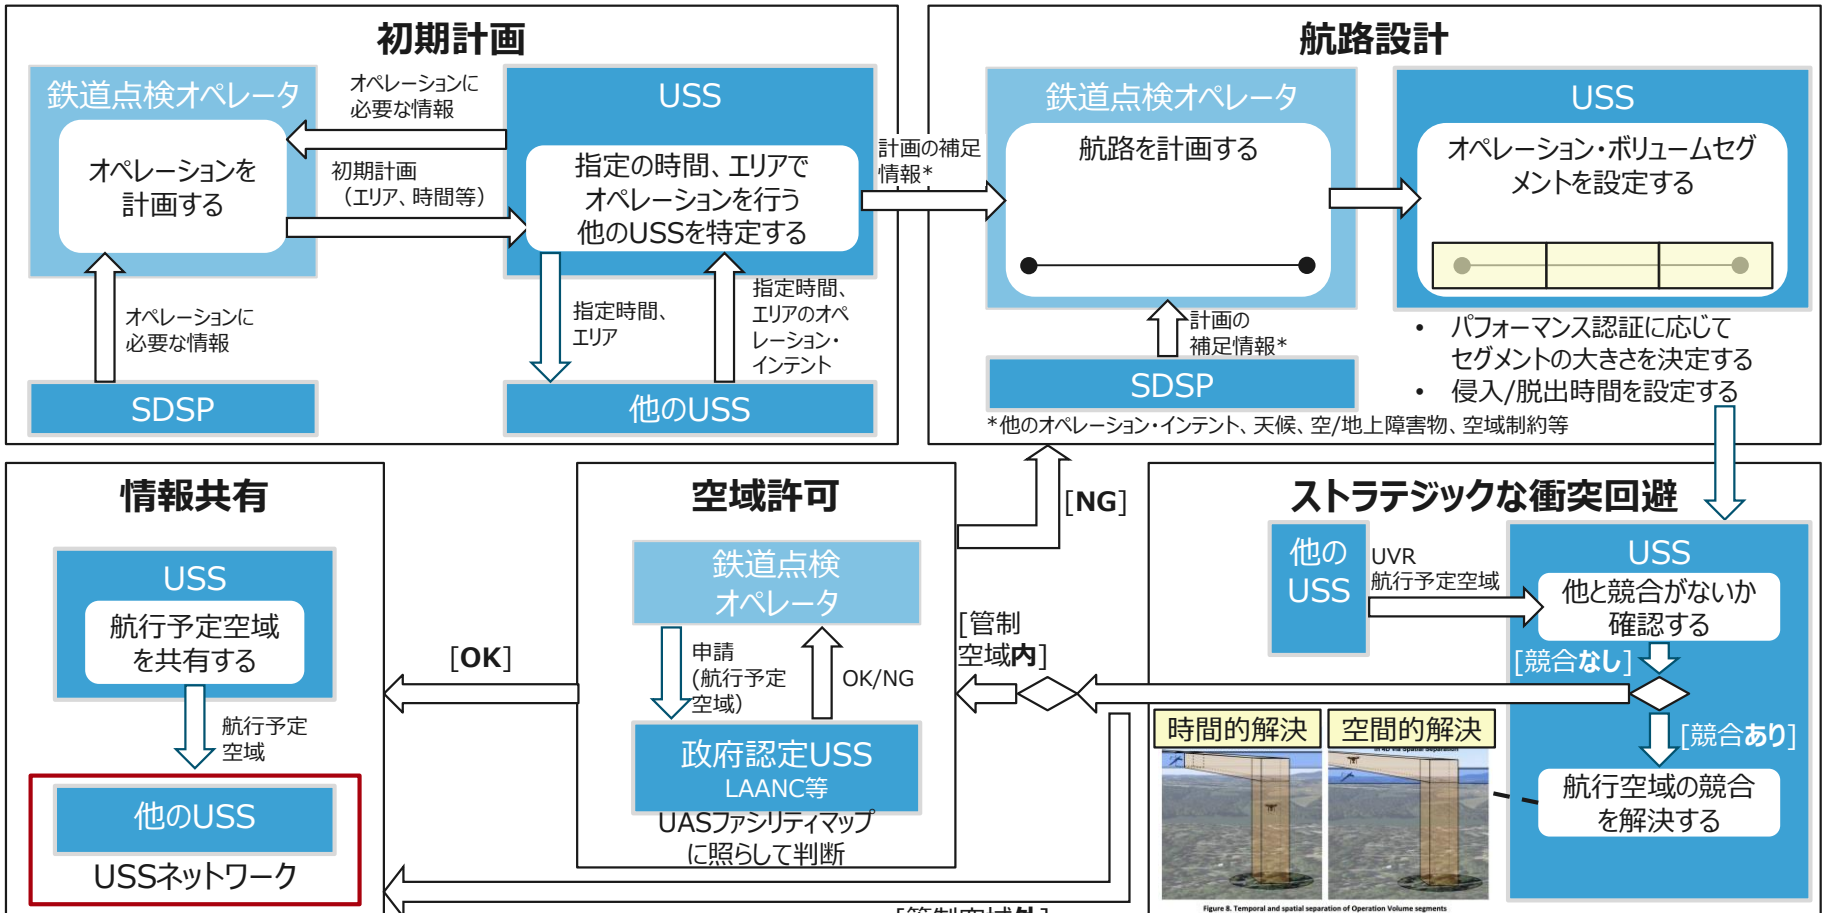 初期計画
鉄道点検オペレータ
オペレーションを
計画する
オペレーションに
必要な情報
初期計画
（エリア、時間等）
USS
指定の時間、エリアで
オペレーションを行う
他のUSSを特定する
オペレーションに
必要な情報
指定時間、
エリア
指定時間、
エリアのオペ
レーション・
インテント
SDSP
他のUSS
計画の補足
情報*
航路設計
鉄道点検オペレータ
航路を計画する
USS
オペレーション・ボリュームセグ
メントを設定する
計画の
補足情報*
SDSP
• パフォーマンス認証に応じて
セグメントの大きさを決定する
• 侵入/脱出時間を設定する
*他のオペレーション・インテント、天候、空/地上障害物、空域制約等
情報共有
USS
航行予定空域
を共有する
航行予定
空域
他のUSS
USSネットワーク
[OK]
空域許可
鉄道点検
オペレータ
申請
(航行予定
空域)
OK/NG
政府認定USS
LAANC等
UASファシリティマップ
に照らして判断
[NG]
[管制
空域内]
ストラテジックな衝突回避
他の
USS
UVR
航行予定空域
USS
他と競合がないか
確認する
[競合なし]
[競合あり]
時間的解決
空間的解決
in 4D via Spatial Separation
航行空域の競合
を解決する
Figure 8. Temporal and spatial separation of Operation Volume segments
[管制空域外]